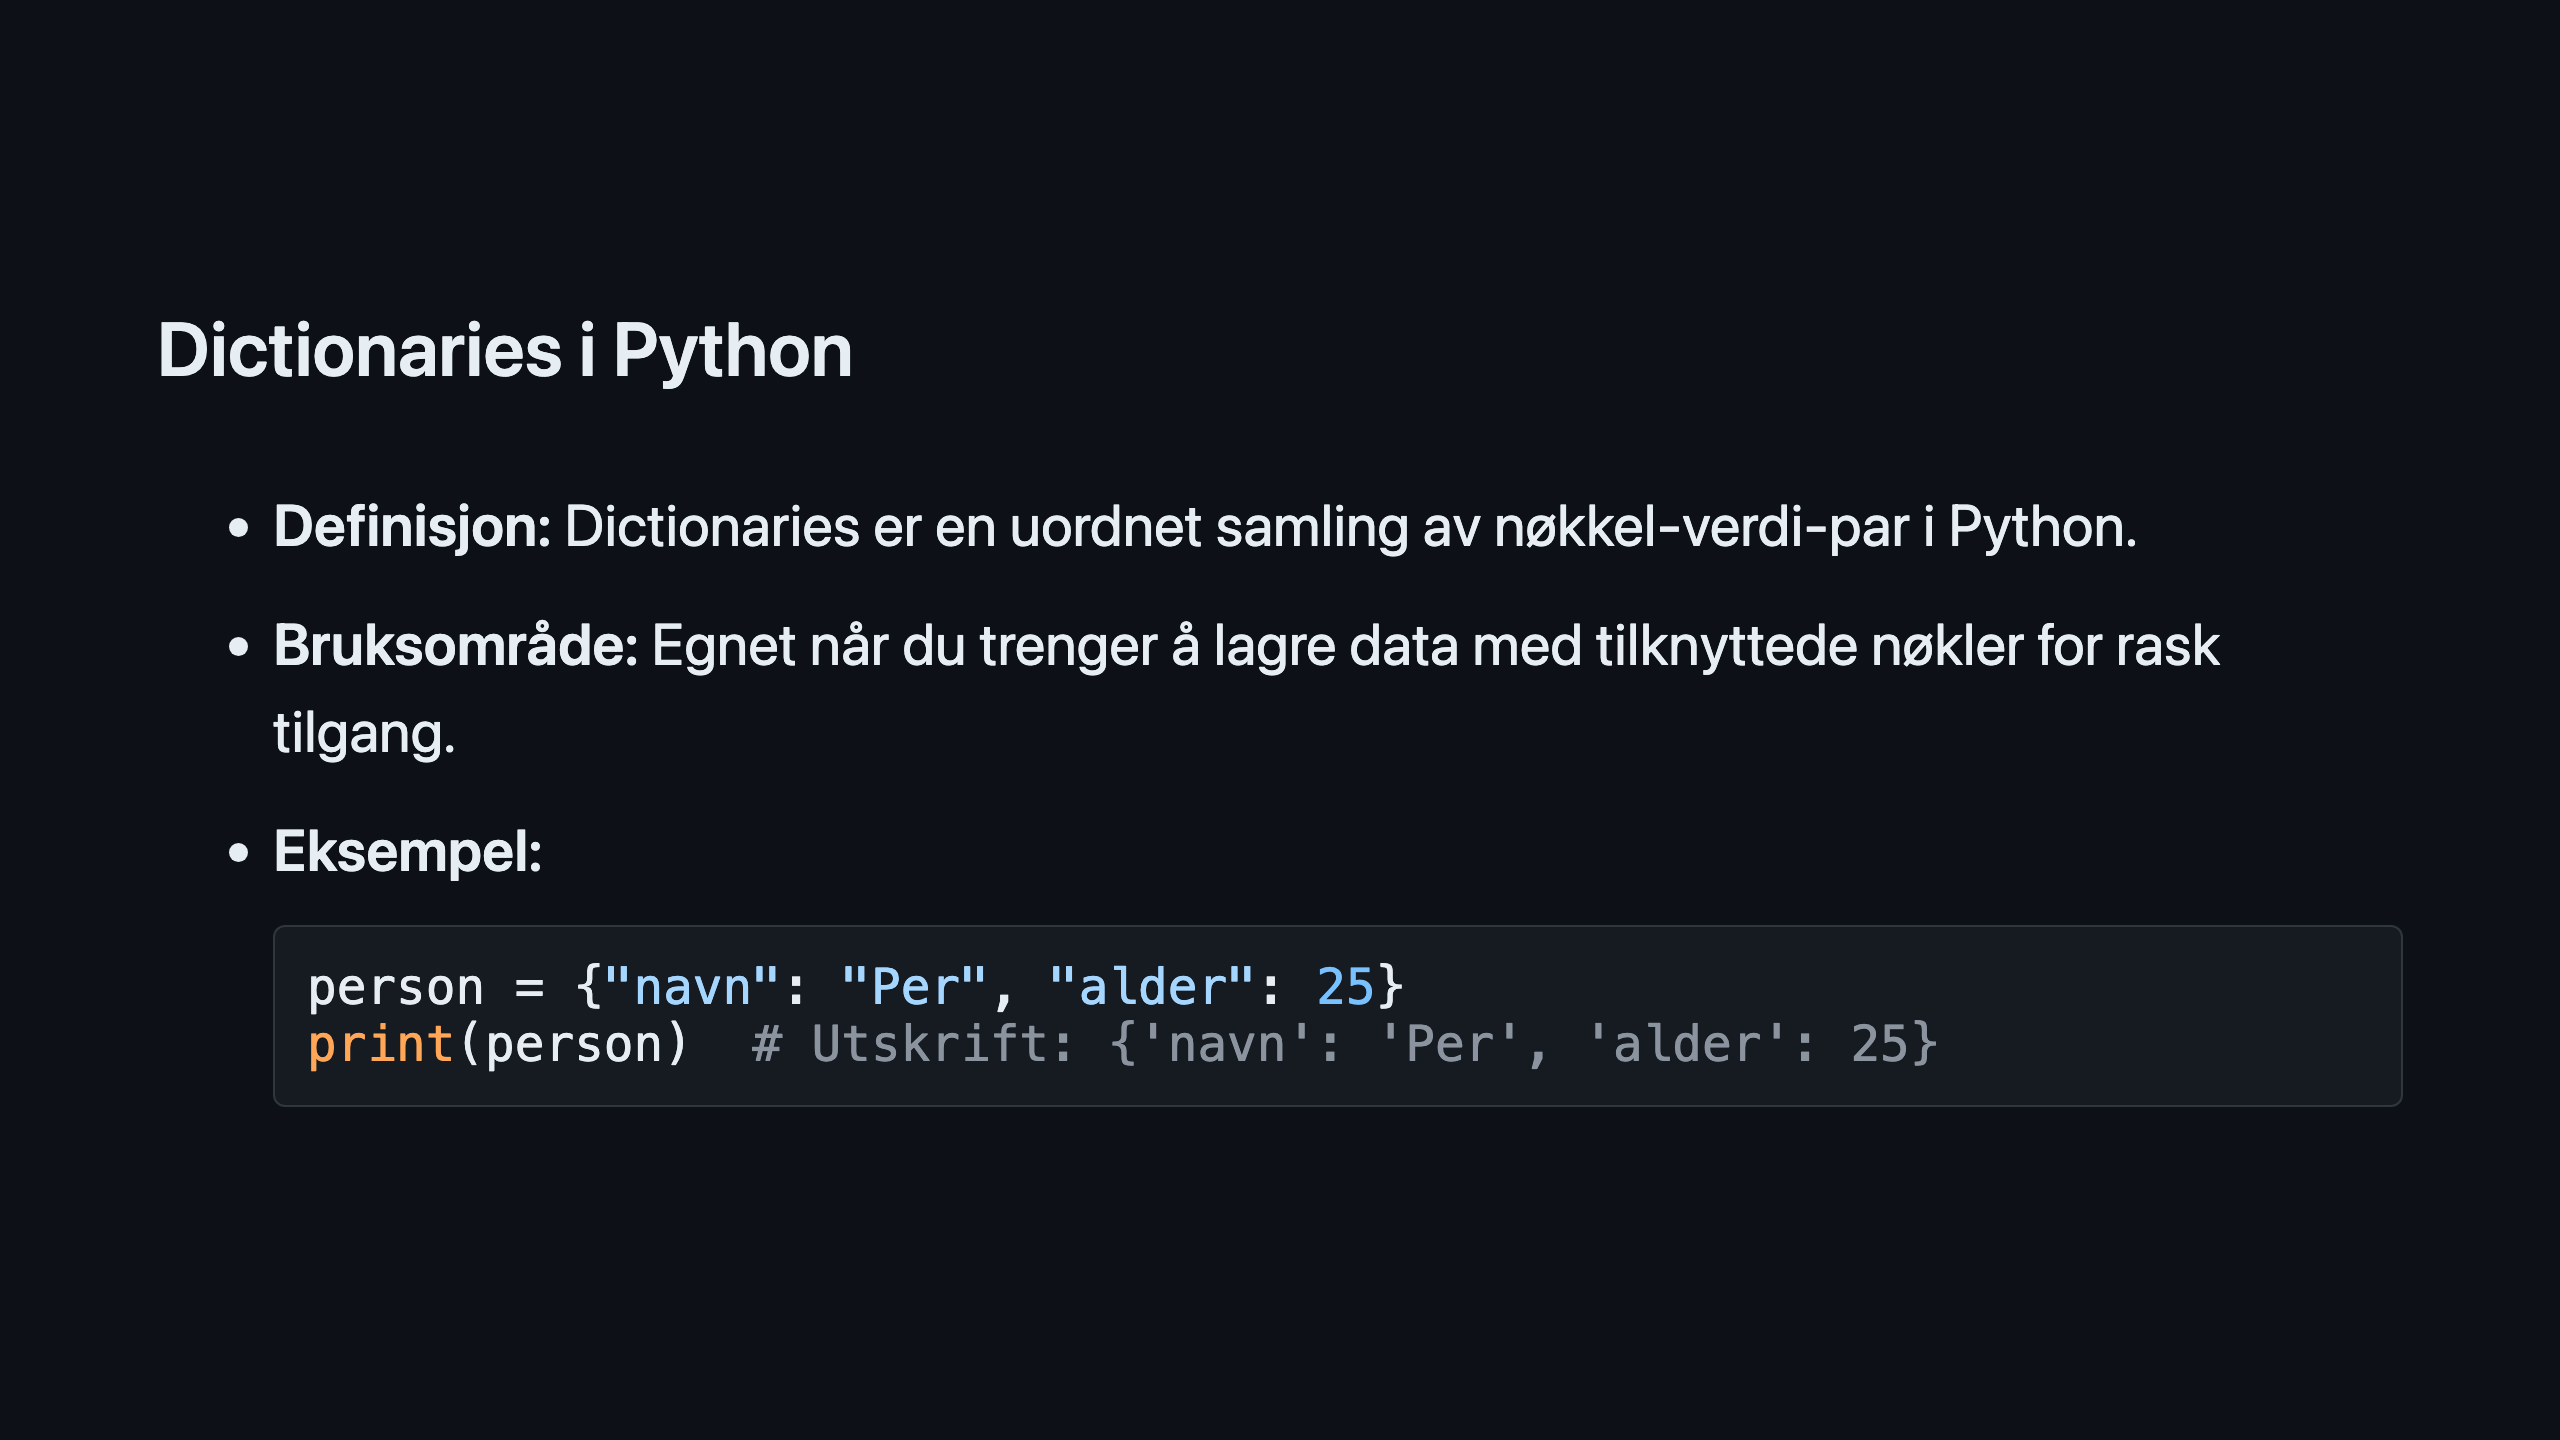 Dictionaries i Python
• Definisjon: Dictionaries er en uordnet samling av nøkkel-verdi-par i Python.
• Bruksområde: Egnet når du trenger å lagre data med tilknyttede nøkler for rask
tilgang.
• Eksempel:
person = {"navn": "Per", "alder": 25}
print(person)  # Utskrift: {'navn': 'Per', 'alder': 25}